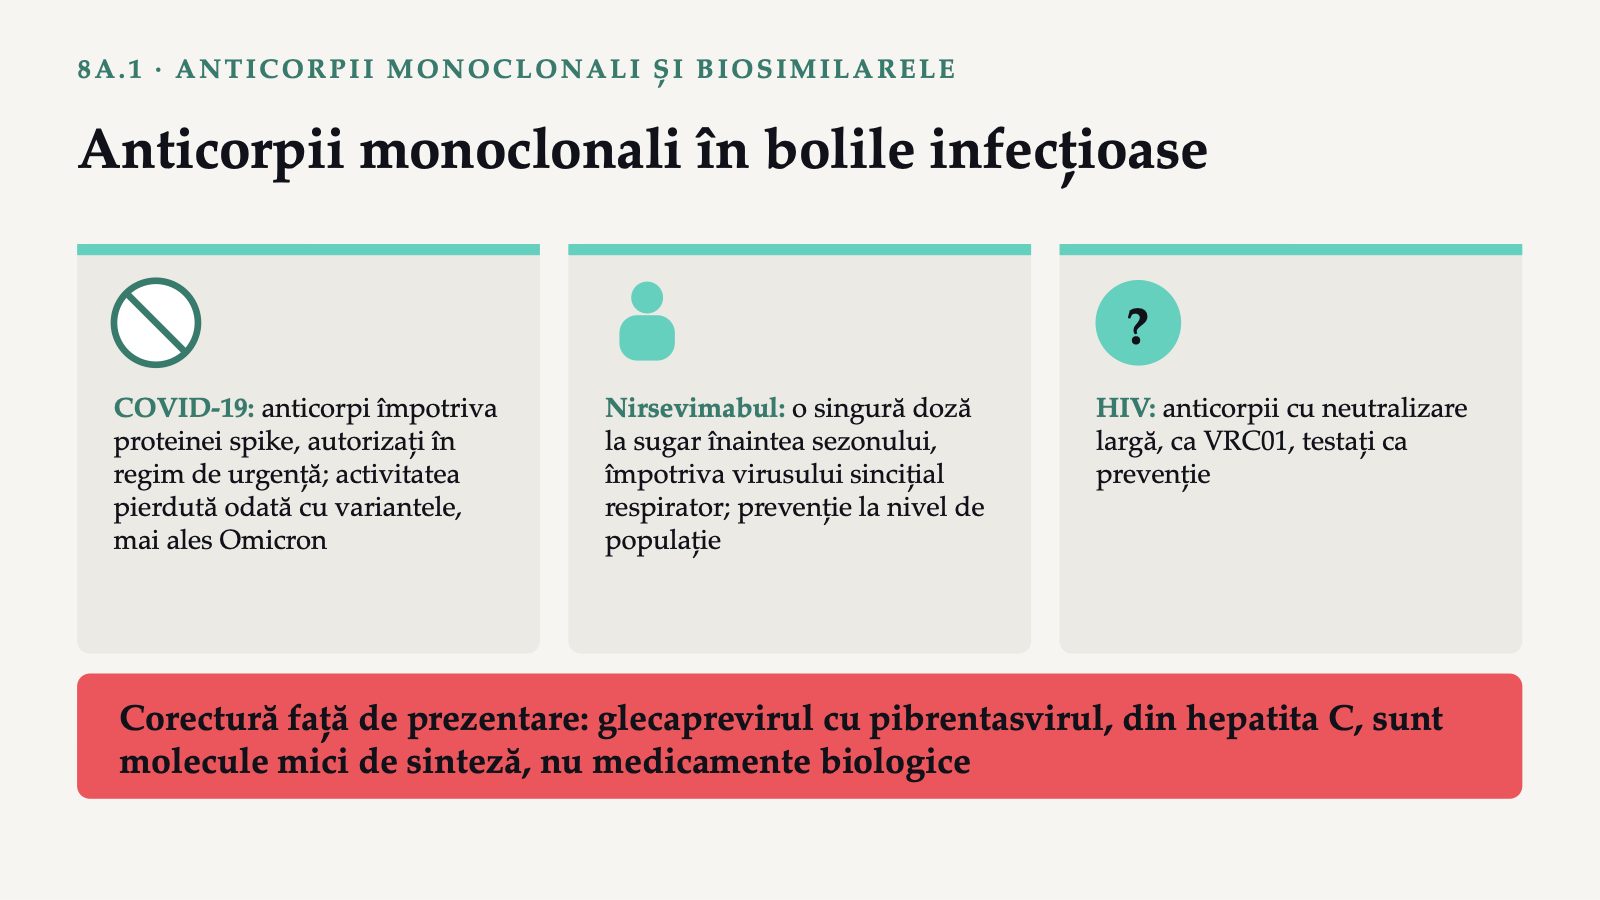 8A.1 · ANTICORPII MONOCLONALI ȘI BIOSIMILARELE
Anticorpii monoclonali în bolile infecțioase
COVID-19: anticorpi împotriva
proteinei spike, autorizați în
regim de urgență; activitatea
pierdută odată cu variantele,
mai ales Omicron
Nirsevimabul: o singură doză
la sugar înaintea sezonului,
împotriva virusului sincițial
respirator; prevenție la nivel de
populație
?
HIV: anticorpii cu neutralizare
largă, ca VRC01, testați ca
prevenție
Corectură față de prezentare: glecaprevirul cu pibrentasvirul, din hepatita C, sunt
molecule mici de sinteză, nu medicamente biologice